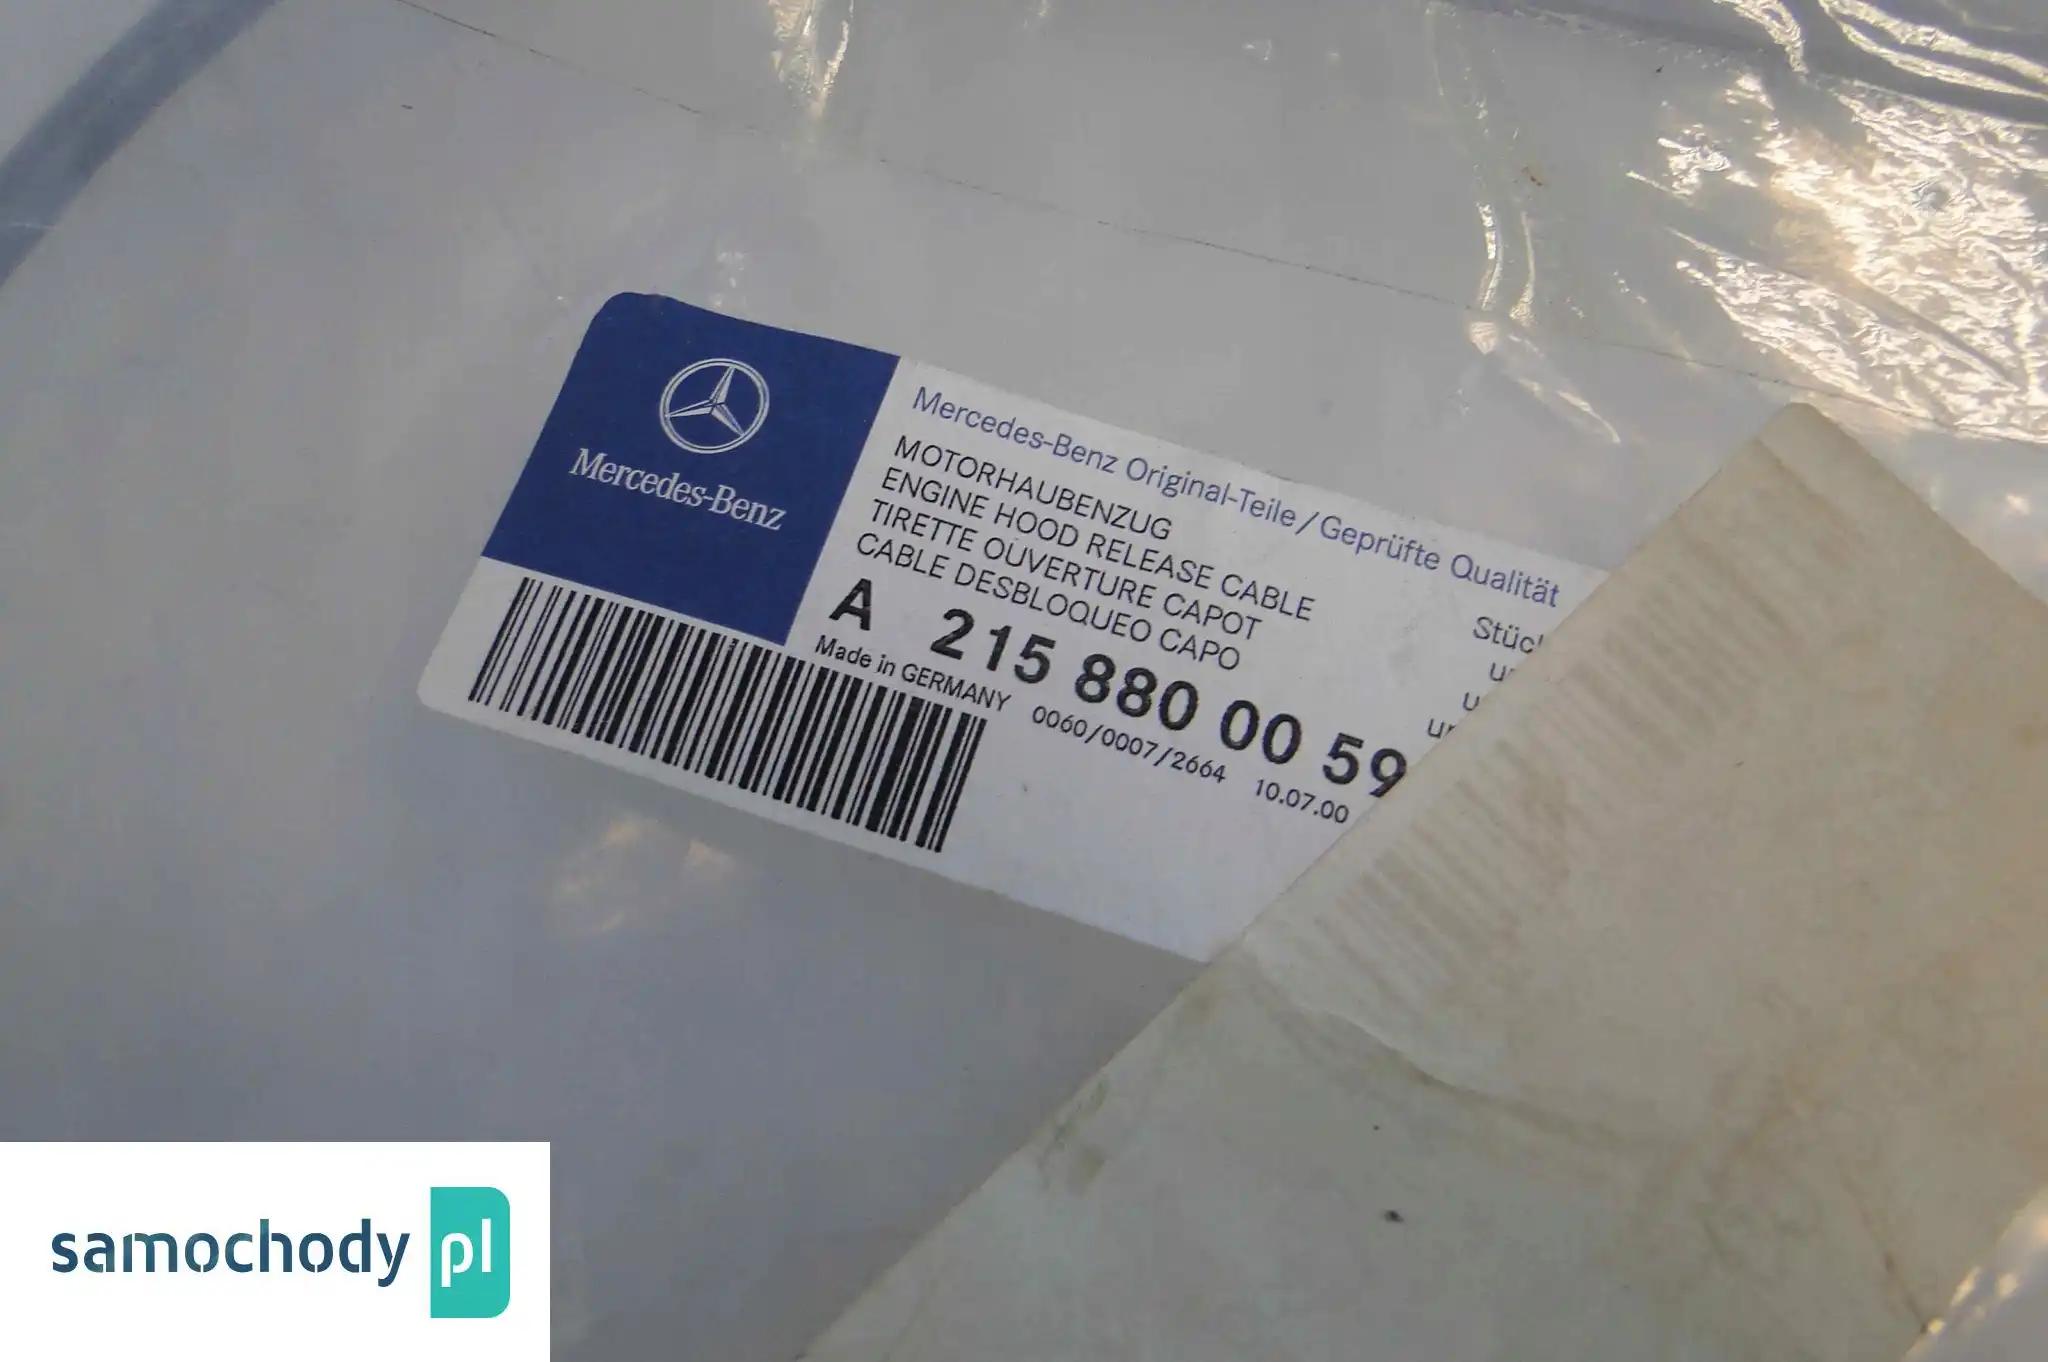 Mercedes-Benz
Mercedes-Benz Original-Teile/Geprüfte Qualität
MOTORHAUBENZUG
ENGINE HOOD RELEASE CABLE
TIRETTE OUVERTURE CAPOT
CABLE DESBLOQUEO CAPO
A 215 880 00 59
Made in GERMANY 0060/0007/2664 10.07.00
samochody pl